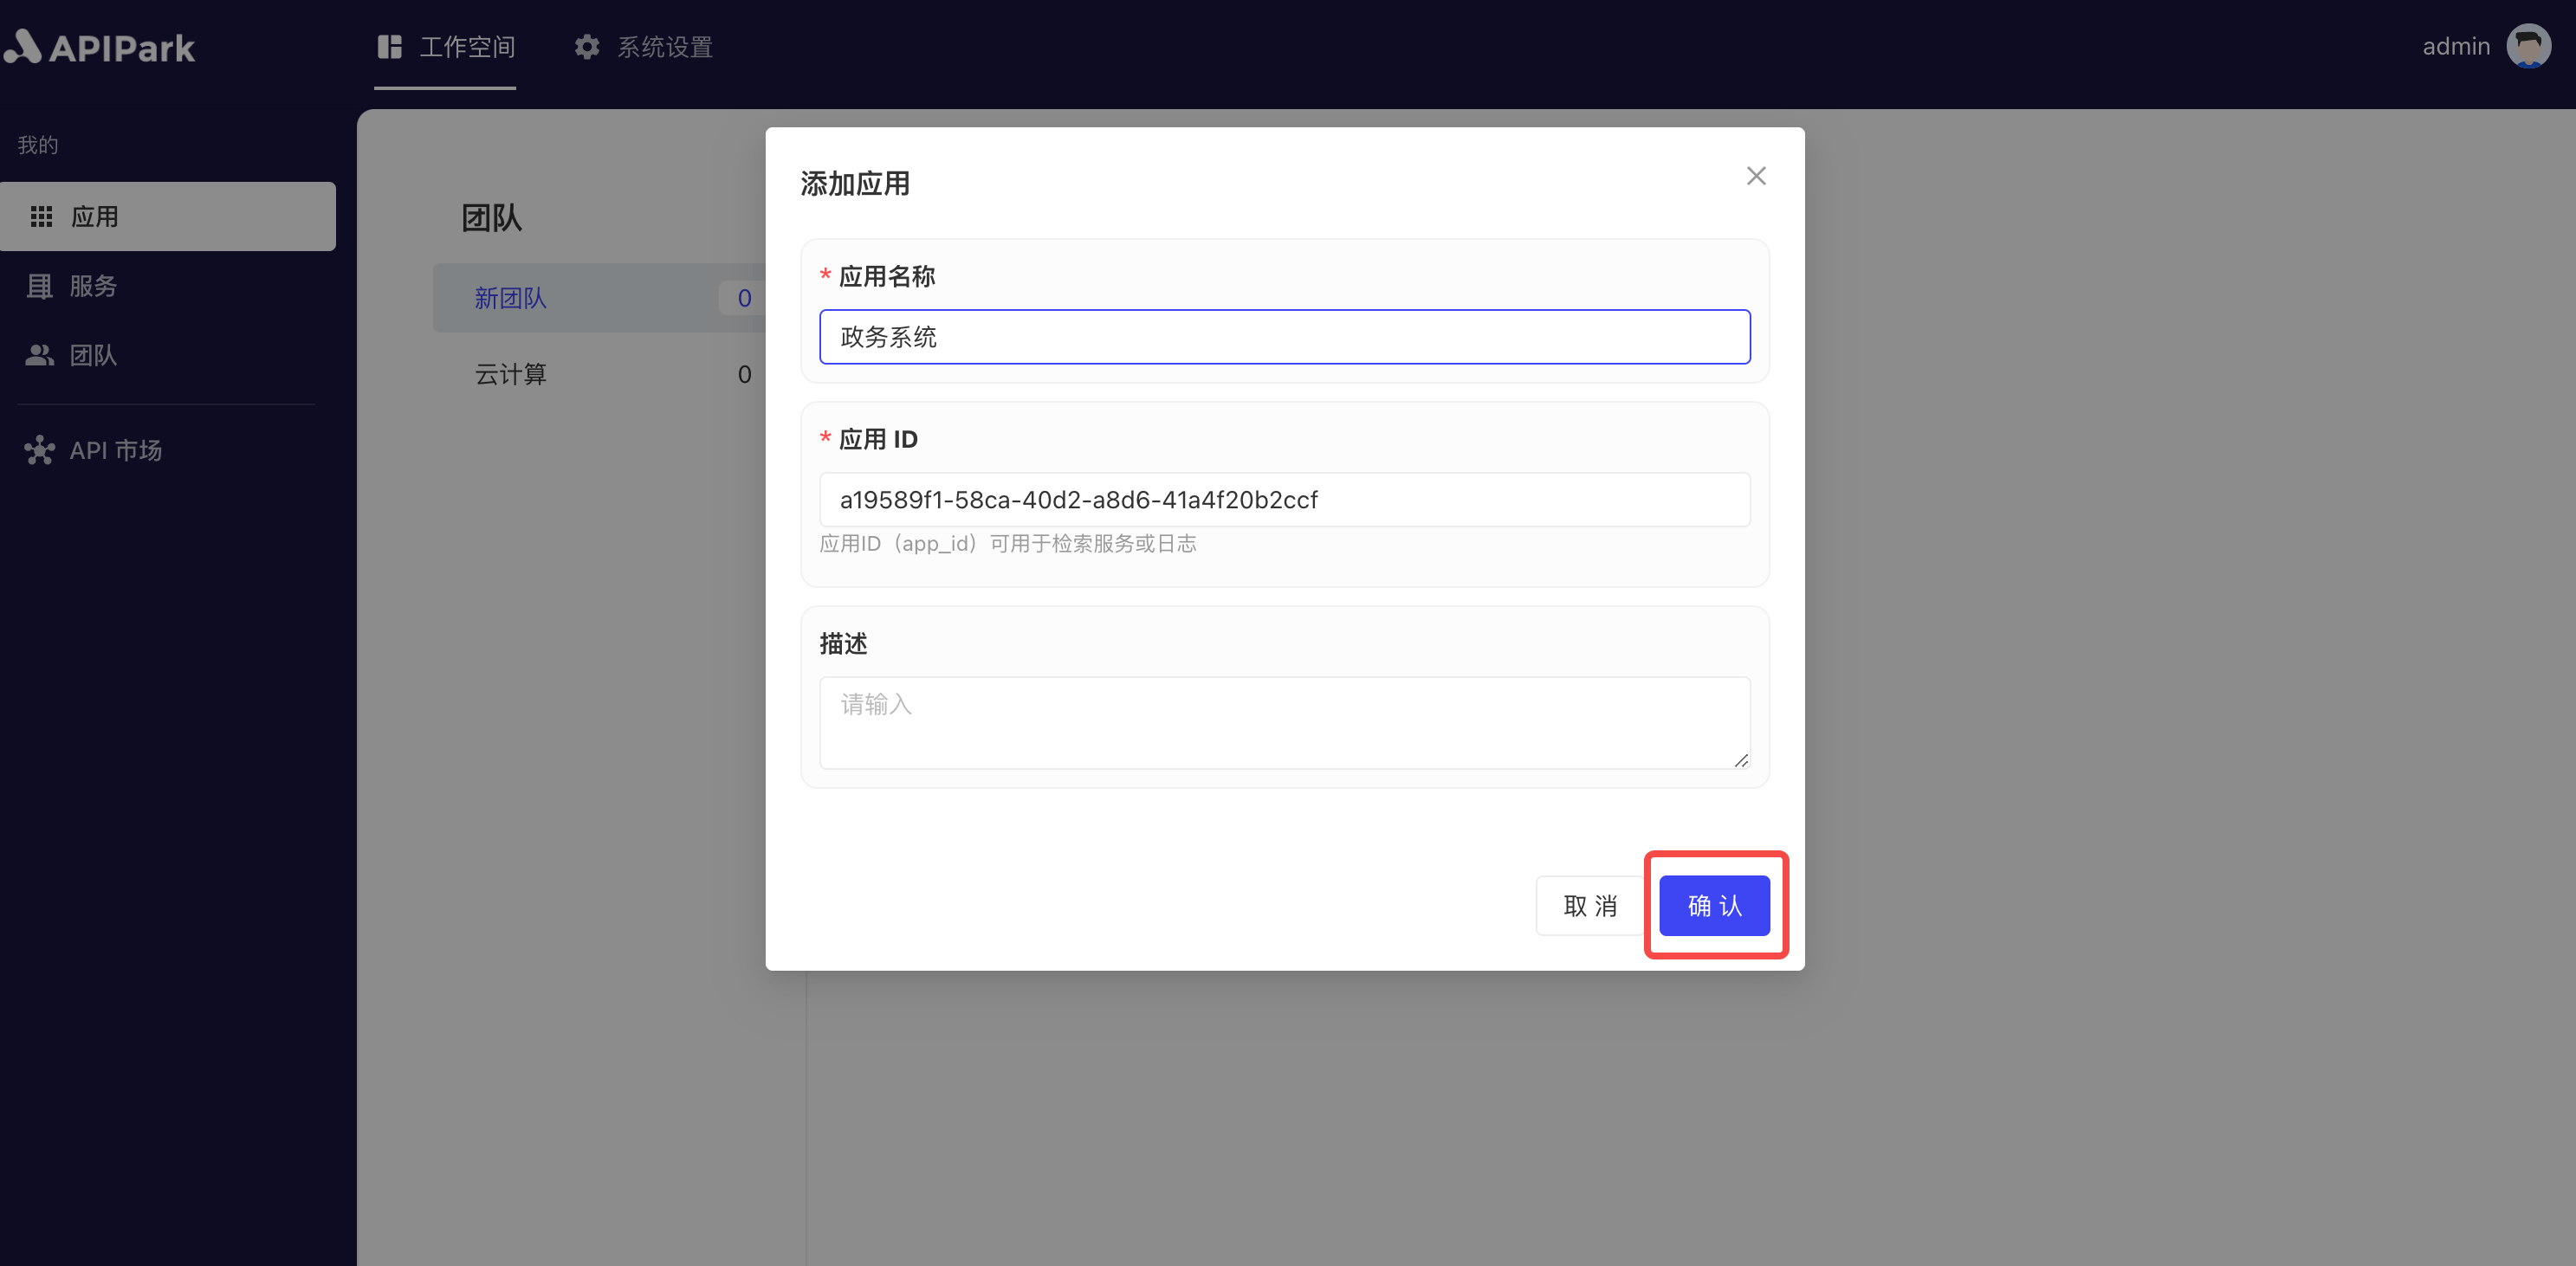 APIPark
工作空间
系统设置
admin
我的
应用
服务
团队
API 市场
团队
新团队 0
云计算 0
添加应用
* 应用名称
政务系统
* 应用 ID
a19589f1-58ca-40d2-a8d6-41a4f20b2ccf
应用ID（app_id）可用于检索服务或日志
描述
请输入
取 消
确 认